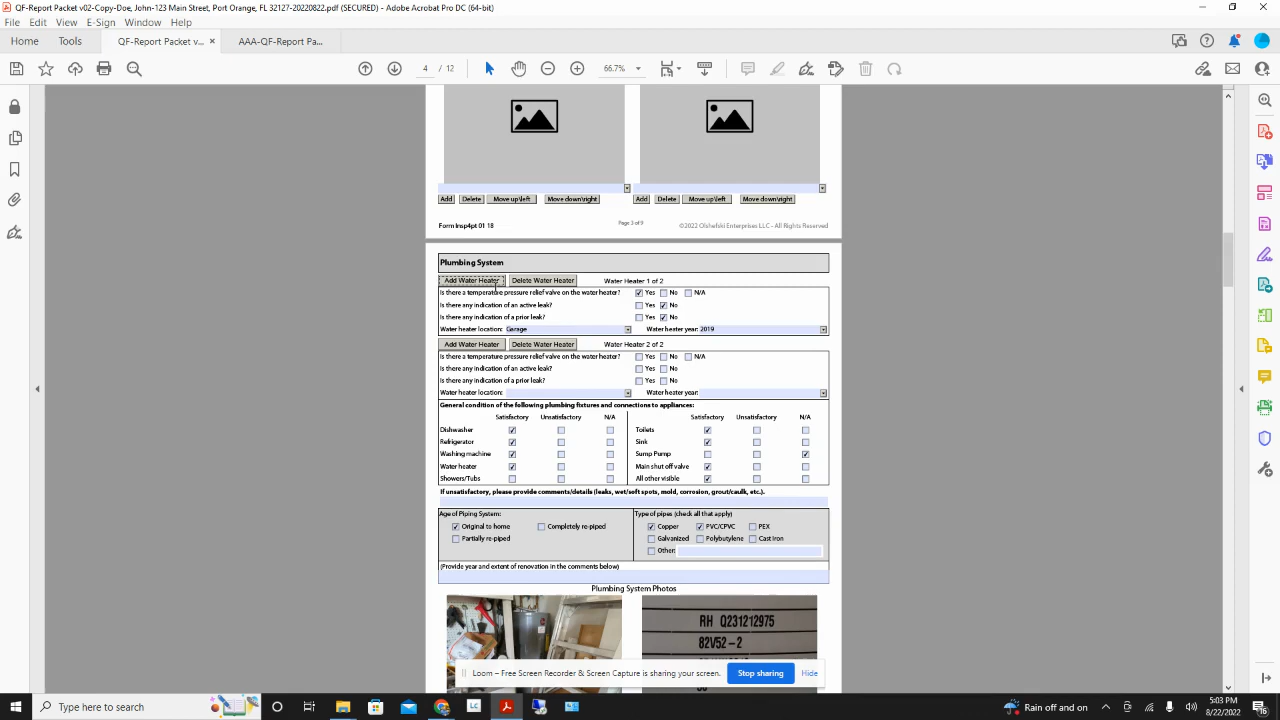 QF-Report Packet v02-Copy-Doe, John-123 Main Street, Port Orange, FL 32127-20220822.pdf (SECURED) - Adobe Acrobat Pro DC (64-bit)
File Edit View Sign Window Help
Home Tools QF-Report Packet v... × AAA-QF-Report Pa...
4 / 12 66.7%
Add Delete Move up\left Move down\right Add Delete Move up\left Move down\right
Form Insp4pt 01 18 Page 3 of 9 ©2022 Olshefski Enterprises LLC - All Rights Reserved
Plumbing System
Add Water Heater Delete Water Heater Water Heater 1 of 2
Is there a temperature pressure relief valve on the water heater? Yes No N/A
Is there any indication of an active leak? Yes No
Is there any indication of a prior leak? Yes No
Water heater location: Garage Water heater year: 2019
Add Water Heater Delete Water Heater Water Heater 2 of 2
Is there a temperature pressure relief valve on the water heater? Yes No N/A
Is there any indication of an active leak? Yes No
Is there any indication of a prior leak? Yes No
Water heater location: Water heater year:
General condition of the following plumbing fixtures and connections to appliances:
Satisfactory Unsatisfactory N/A Satisfactory Unsatisfactory N/A
Dishwasher Toilets
Refrigerator Sink
Washing machine Sump Pump
Water heater Main shut off valve
Showers/Tubs All other visible
If unsatisfactory, please provide comments/details (leaks, wet/soft spots, mold, corrosion, grout/caulk, etc.).
Age of Piping System: Type of pipes (check all that apply)
Original to home Completely re-piped Copper PVC/CPVC PEX
Partially re-piped Galvanized Polybutylene Cast Iron
Other:
(Provide year and extent of renovation in the comments below)
Plumbing System Photos
RH Q231212975
82V52-2
Loom – Free Screen Recorder & Screen Capture is sharing your screen. Stop sharing Hide
Type here to search LC Rain off and on 5:03 PM
8/22/2022